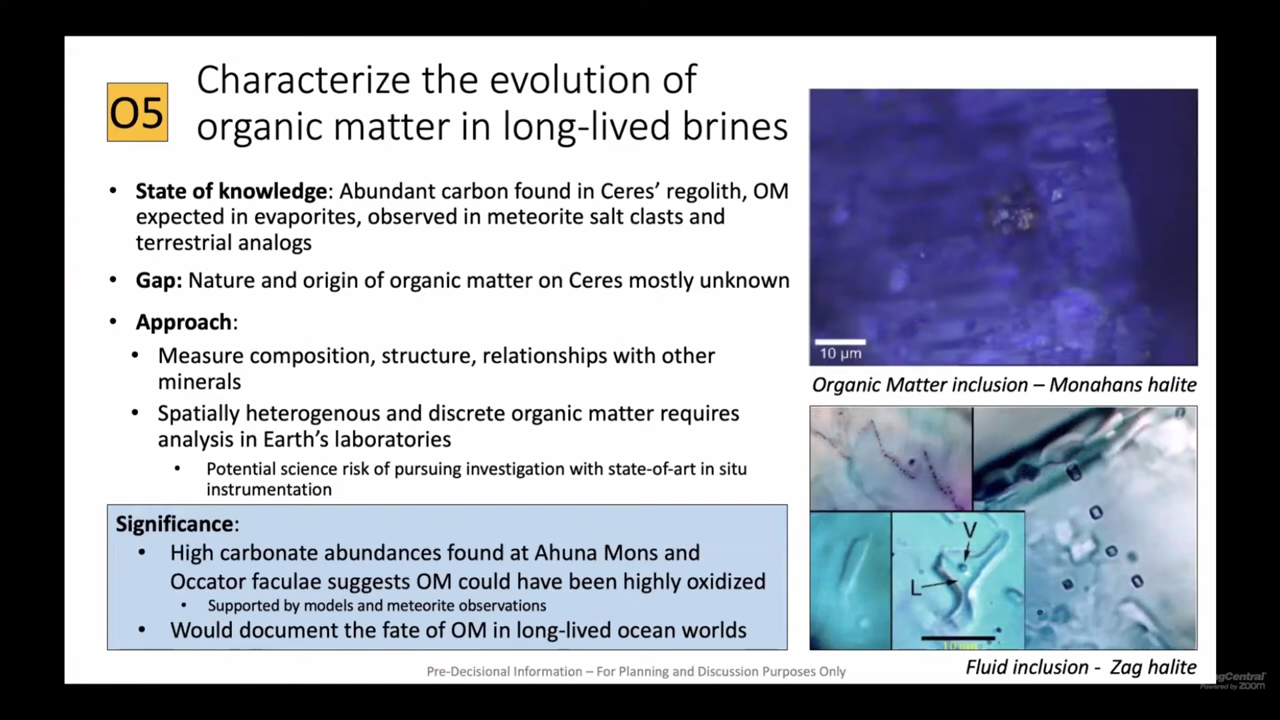 O5
Characterize the evolution of
organic matter in long-lived brines
• State of knowledge: Abundant carbon found in Ceres’ regolith, OM
expected in evaporites, observed in meteorite salt clasts and
terrestrial analogs
• Gap: Nature and origin of organic matter on Ceres mostly unknown
• Approach:
• Measure composition, structure, relationships with other
minerals
• Spatially heterogenous and discrete organic matter requires
analysis in Earth’s laboratories
• Potential science risk of pursuing investigation with state-of-art in situ
instrumentation
Significance:
• High carbonate abundances found at Ahuna Mons and
Occator faculae suggests OM could have been highly oxidized
• Supported by models and meteorite observations
• Would document the fate of OM in long-lived ocean worlds
10 µm
Organic Matter inclusion – Monahans halite
V
L
Fluid inclusion - Zag halite
Pre-Decisional Information – For Planning and Discussion Purposes Only
Powered by zoom